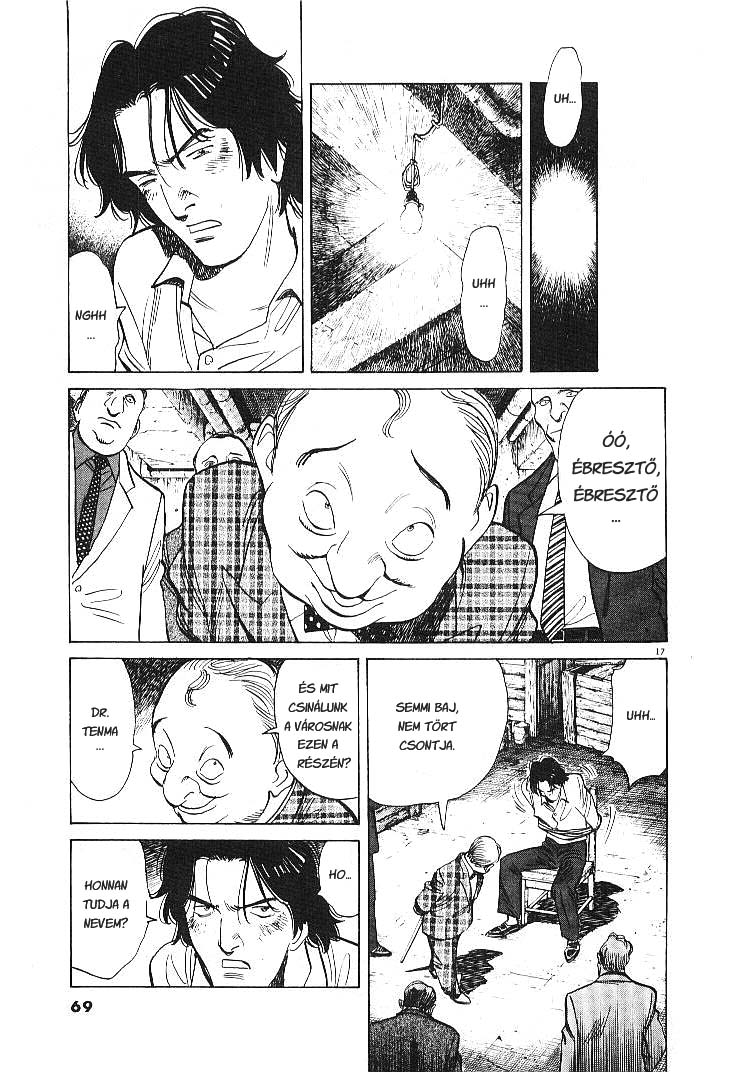 UH...
UHH
...
NGHH
...
ÓÓ,
ÉBRESZTŐ,
ÉBRESZTŐ
...
17
UHH...
SEMMI BAJ,
NEM TÖRT
CSONTJA.
ÉS MIT
CSINÁLUNK
A VÁROSNAK
EZEN A
RÉSZÉN?
DR.
TENMA
...
HO...
HONNAN
TUDJA A
NEVEM?
69